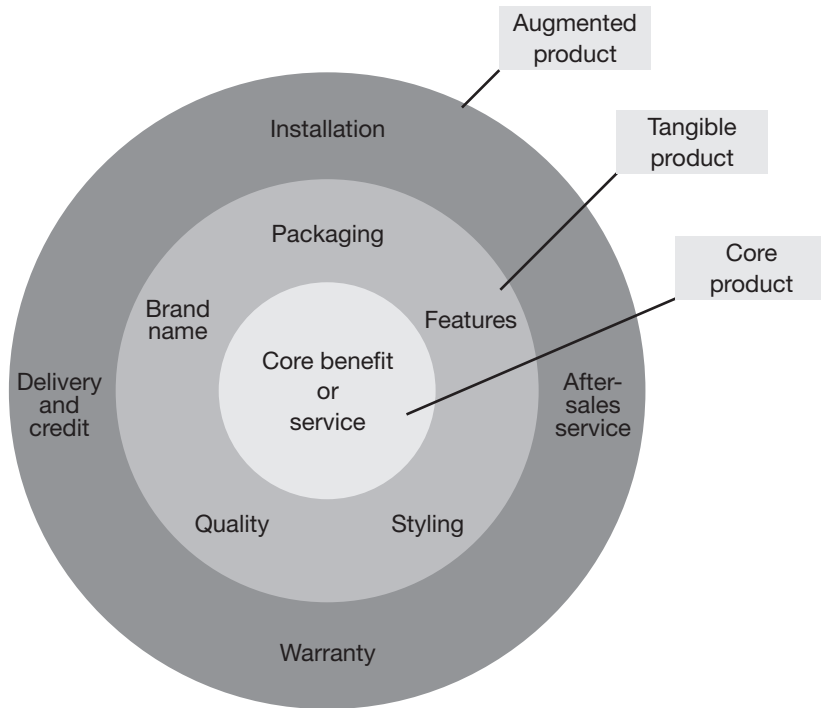 Augmented
product
Installation
Tangible
product
Packaging
Core
product
Brand
name
Features
Core benefit
or
service
Delivery
and
credit
After-
sales
service
Quality
Styling
Warranty